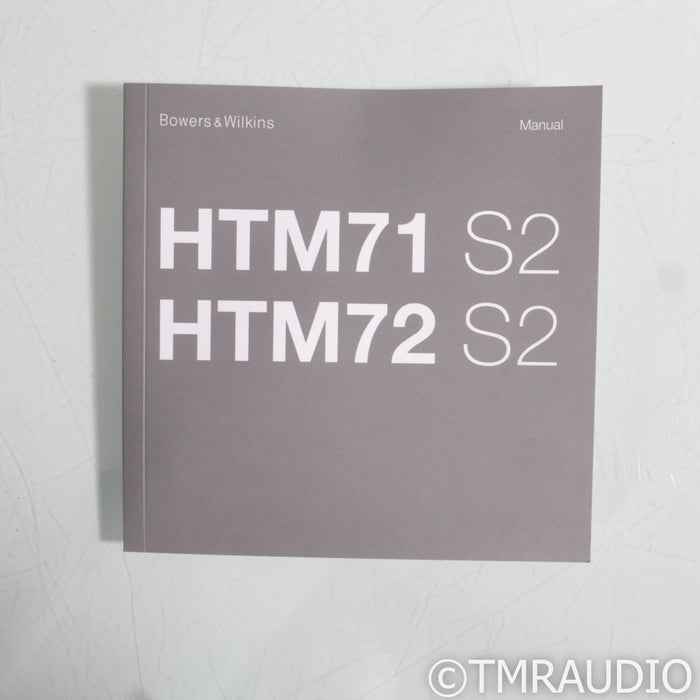 Bowers & Wilkins
Manual
HTM71 S2
HTM72 S2
©TMRAUDIO